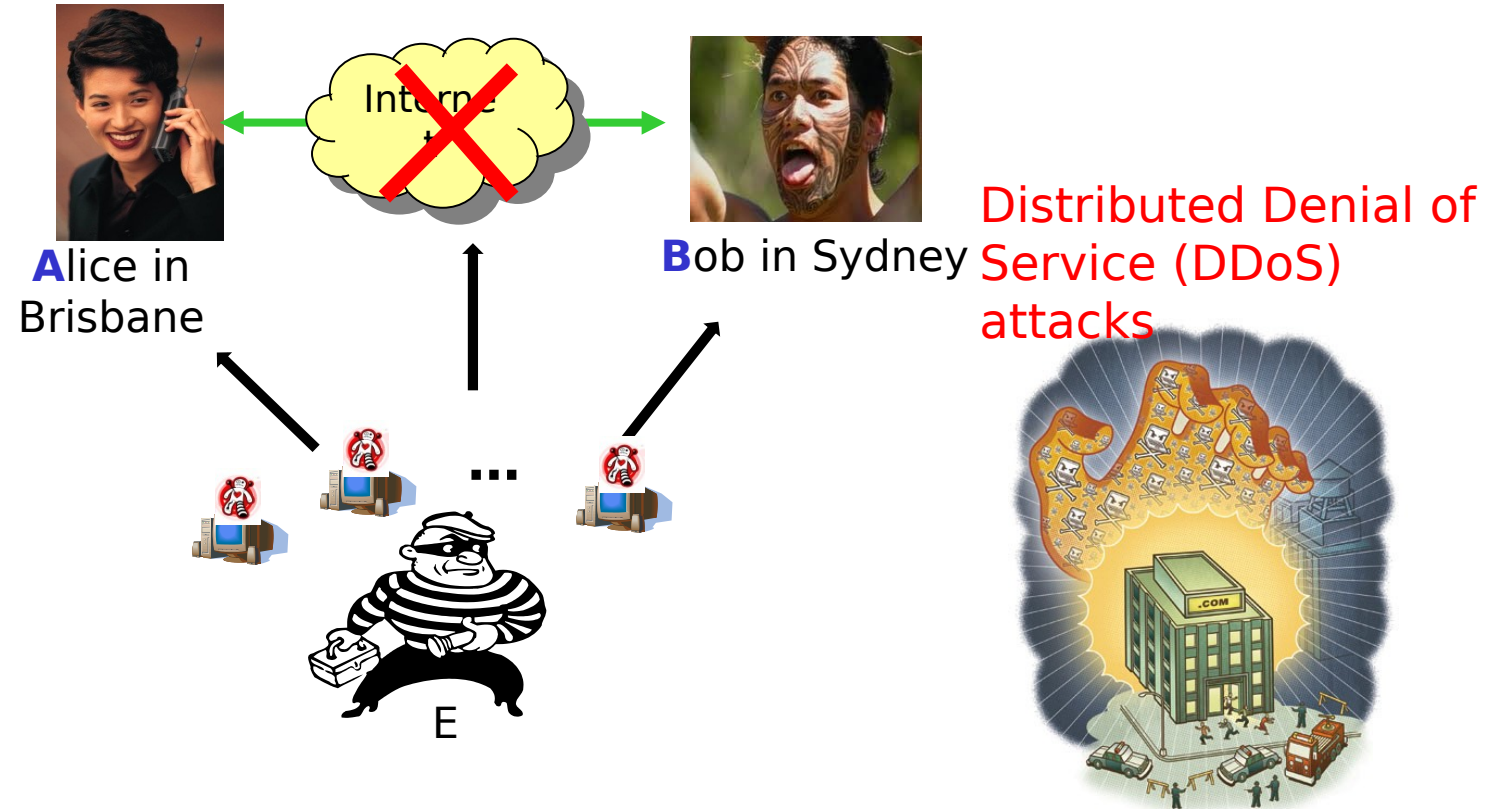 Interne
t
Alice in
Brisbane
Bob in Sydney
Distributed Denial of
Service (DDoS)
attacks
...
E
.COM